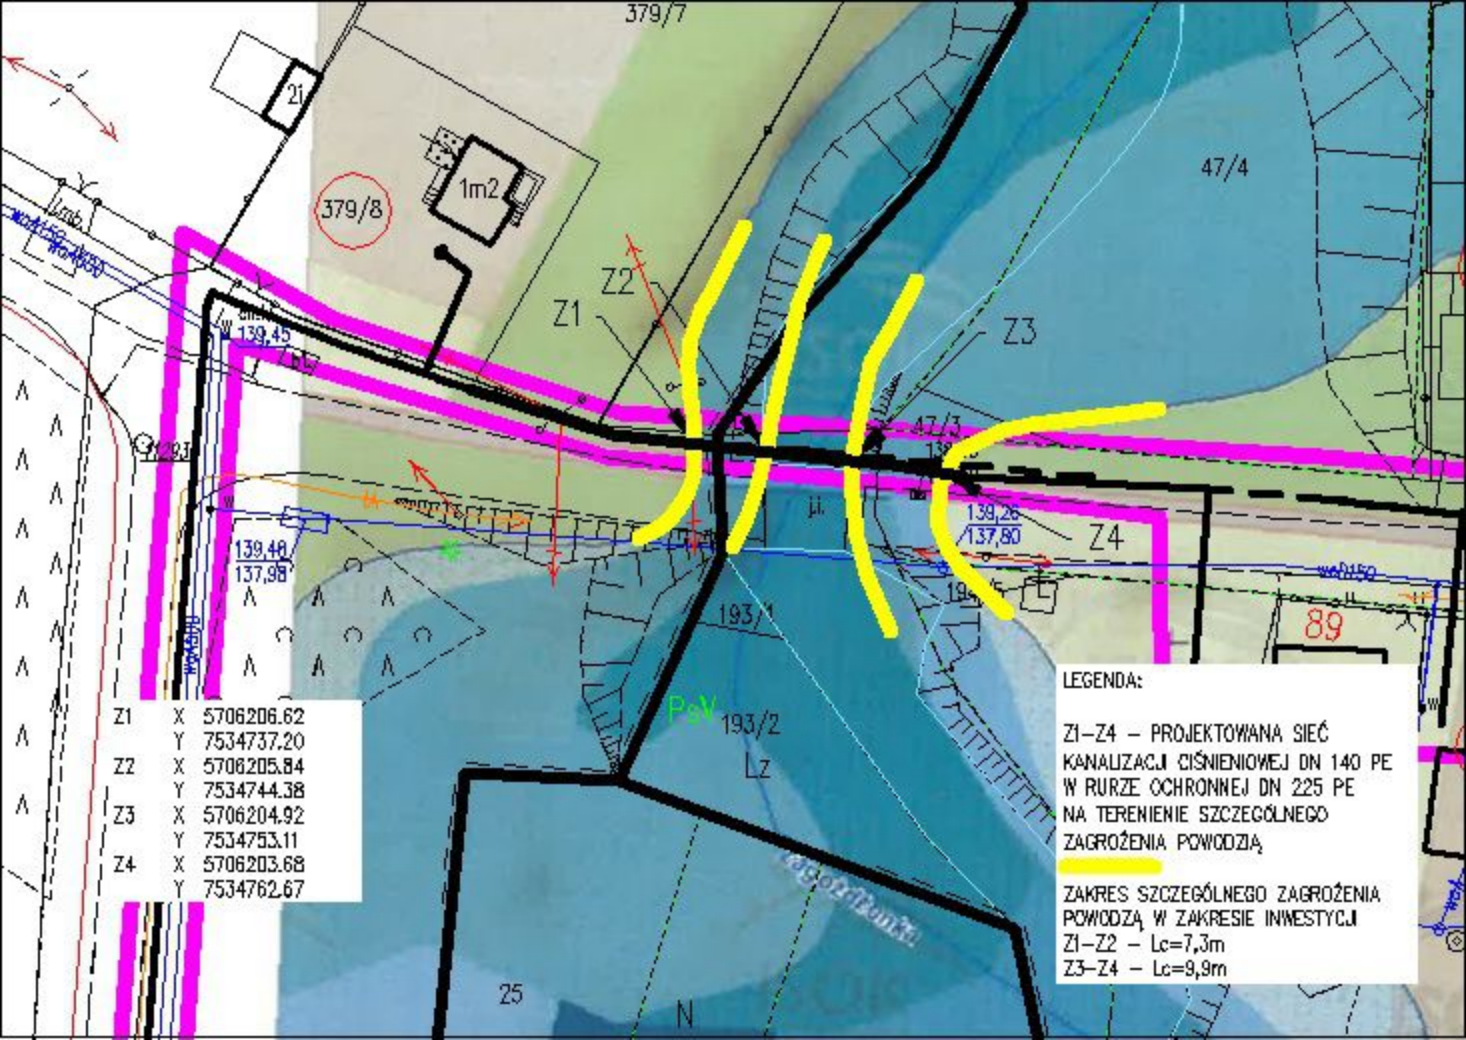 379/7
2i
1m2
379/8
47/4
Z2
Z1
Z3
139,45
47/3
139,26
137,80
Z4
139,48
137,98
193/1
89
PsV
193/2
Lz
25
N
Zagożdżonka
woA150
Z1 X 5706206.62
Y 7534737.20
Z2 X 5706205.84
Y 7534744.38
Z3 X 5706204.92
Y 7534753.11
Z4 X 5706203.68
Y 7534762.67
LEGENDA:
Z1-Z4 - PROJEKTOWANA SIEĆ
KANALIZACJI CIŚNIENIOWEJ DN 140 PE
W RURZE OCHRONNEJ DN 225 PE
NA TERENIENIE SZCZEGÓLNEGO
ZAGROŻENIA POWODZIĄ
ZAKRES SZCZEGÓLNEGO ZAGROŻENIA
POWODZĄ W ZAKRESIE INWESTYCJI
Z1-Z2 - Lc=7,3m
Z3-Z4 - Lc=9,9m